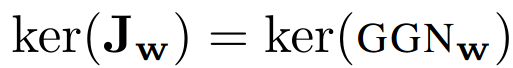 ker(J_w) = ker(GGN_w)